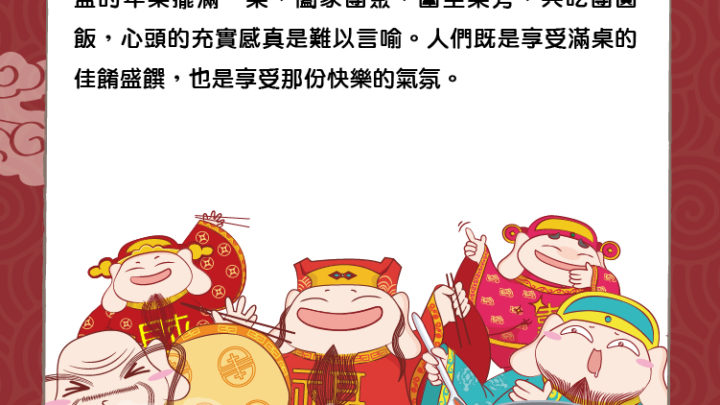 盛的年菜擺滿一桌，闔家團聚，圍坐桌旁，共吃團圓
飯，心頭的充實感真是難以言喻。人們既是享受滿桌的
佳餚盛饌，也是享受那份快樂的氣氛。